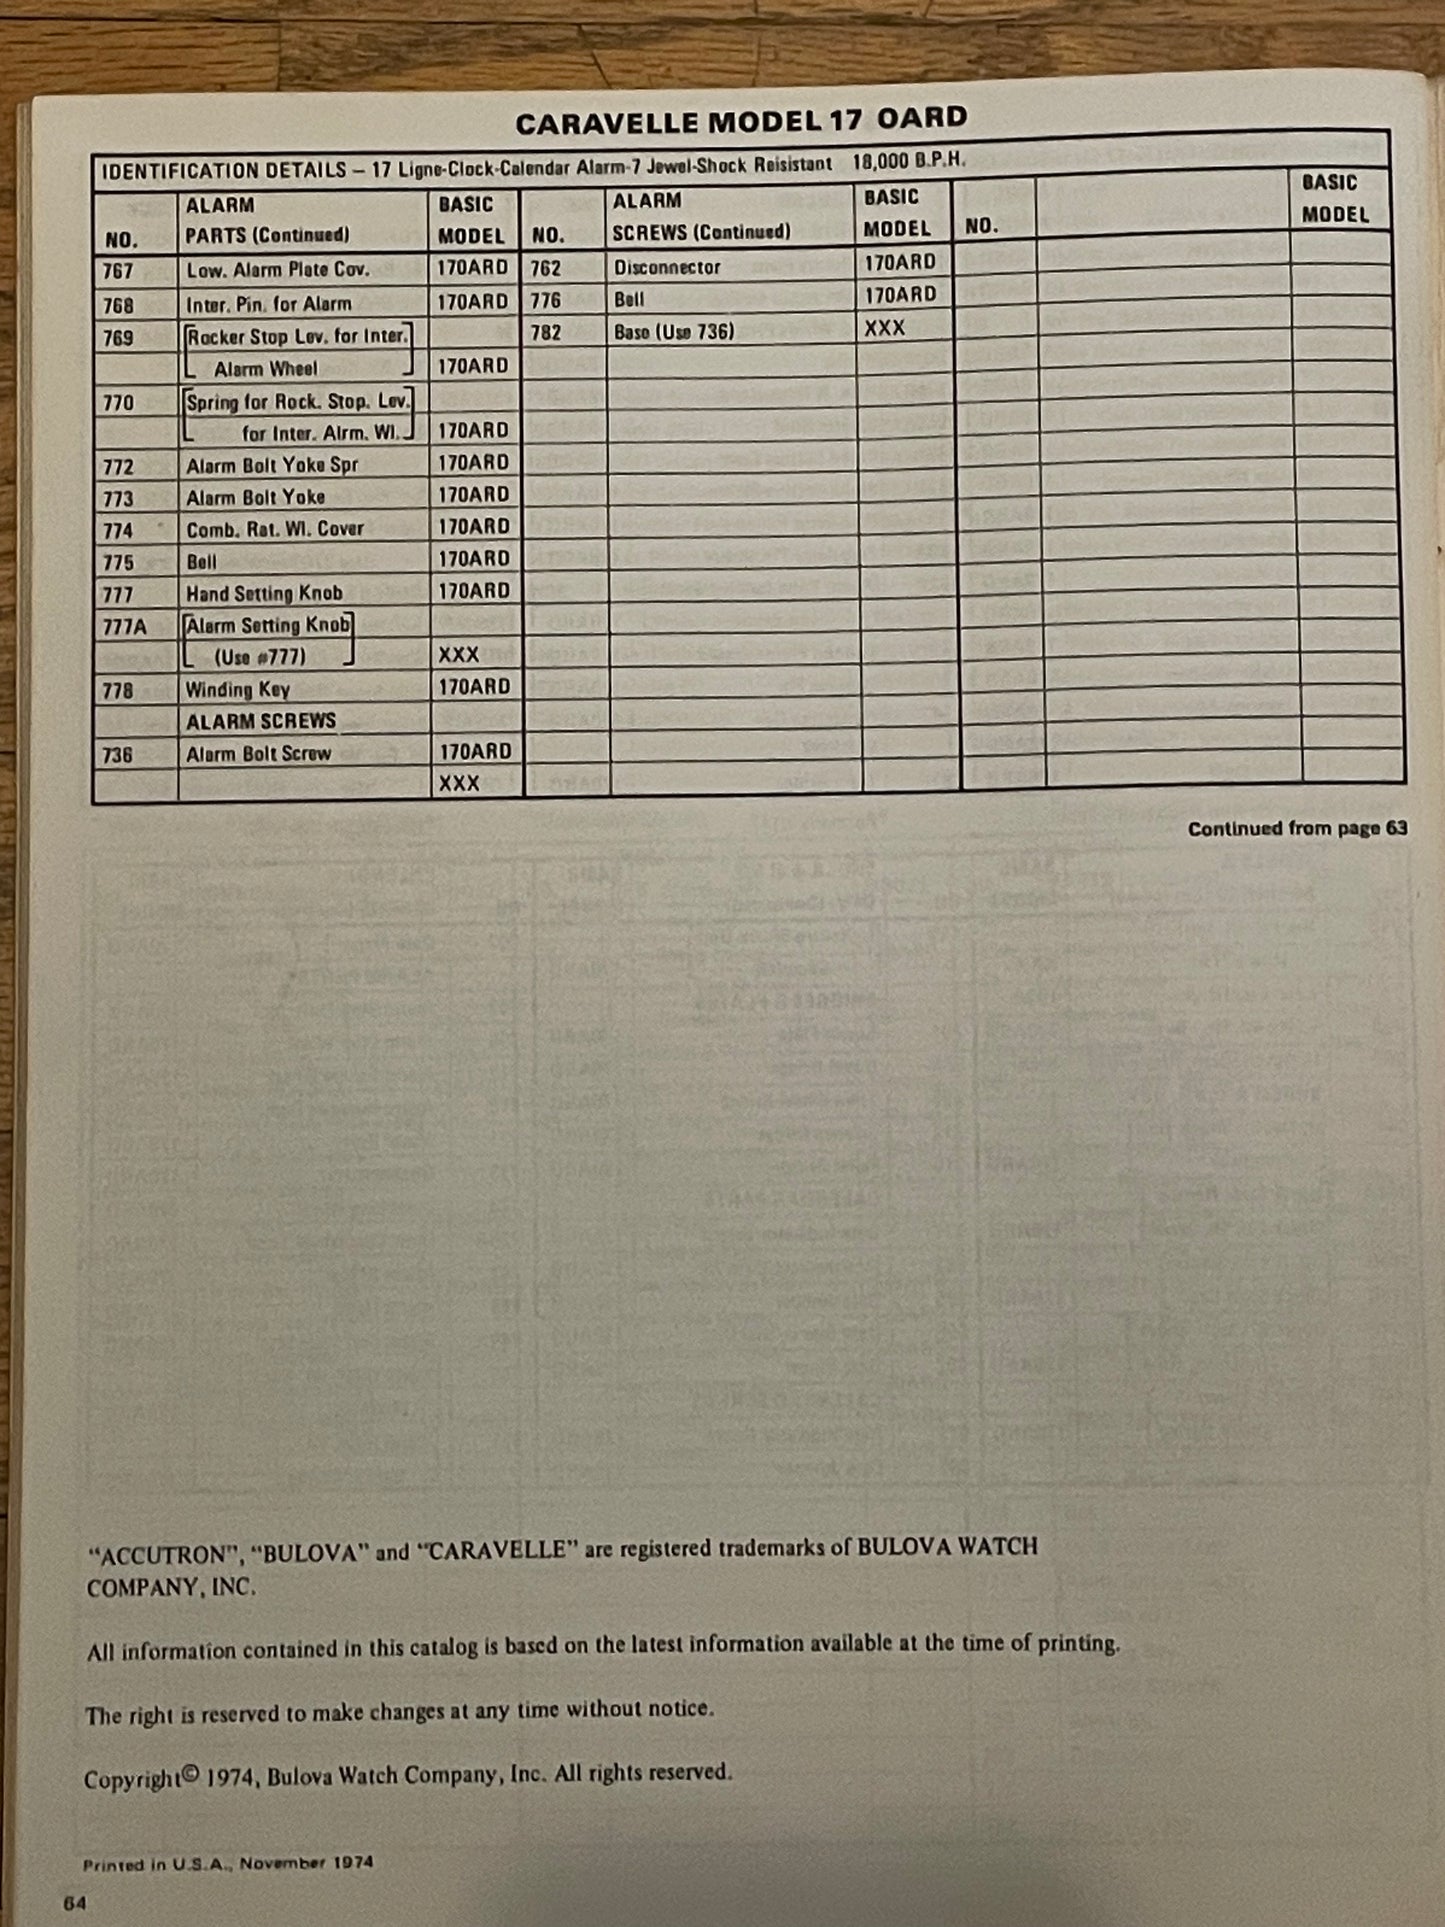 CARAVELLE MODEL 17 OARD
IDENTIFICATION DETAILS – 17 Ligne-Clock-Calendar Alarm-7 Jewel-Shock Reisistant 18,000 B.P.H.
NO. ALARM PARTS (Continued) BASIC MODEL NO. ALARM SCREWS (Continued) BASIC MODEL NO. BASIC MODEL
767 Low. Alarm Plate Cov. 170ARD 762 Disconnector 170ARD
768 Inter. Pin. for Alarm 170ARD 776 Bell 170ARD
769 Rocker Stop Lev. for Inter. 782 Base (Use 736) XXX
Alarm Wheel 170ARD
770 Spring for Rock. Stop. Lev.
for Inter. Alrm. Wl. 170ARD
772 Alarm Bolt Yoke Spr 170ARD
773 Alarm Bolt Yoke 170ARD
774 Comb. Rat. Wl. Cover 170ARD
775 Bell 170ARD
777 Hand Setting Knob 170ARD
777A Alarm Setting Knob
(Use #777) XXX
778 Winding Key 170ARD
ALARM SCREWS
736 Alarm Bolt Screw 170ARD
XXX
Continued from page 63
“ACCUTRON”, “BULOVA” and “CARAVELLE” are registered trademarks of BULOVA WATCH
COMPANY, INC.
All information contained in this catalog is based on the latest information available at the time of printing.
The right is reserved to make changes at any time without notice.
Copyright© 1974, Bulova Watch Company, Inc. All rights reserved.
Printed in U.S.A., November 1974
64